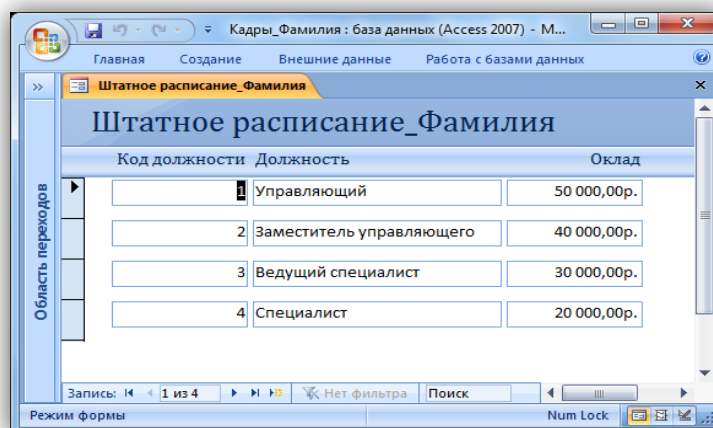 Кадры_Фамилия : база данных (Access 2007) - М...
Главная Создание Внешние данные Работа с базами данных
Штатное расписание_Фамилия
Штатное расписание_Фамилия
Код должности Должность Оклад
1 Управляющий 50 000,00р.
2 Заместитель управляющего 40 000,00р.
3 Ведущий специалист 30 000,00р.
4 Специалист 20 000,00р.
Область переходов
Запись: 1 из 4 Нет фильтра Поиск
Режим формы Num Lock